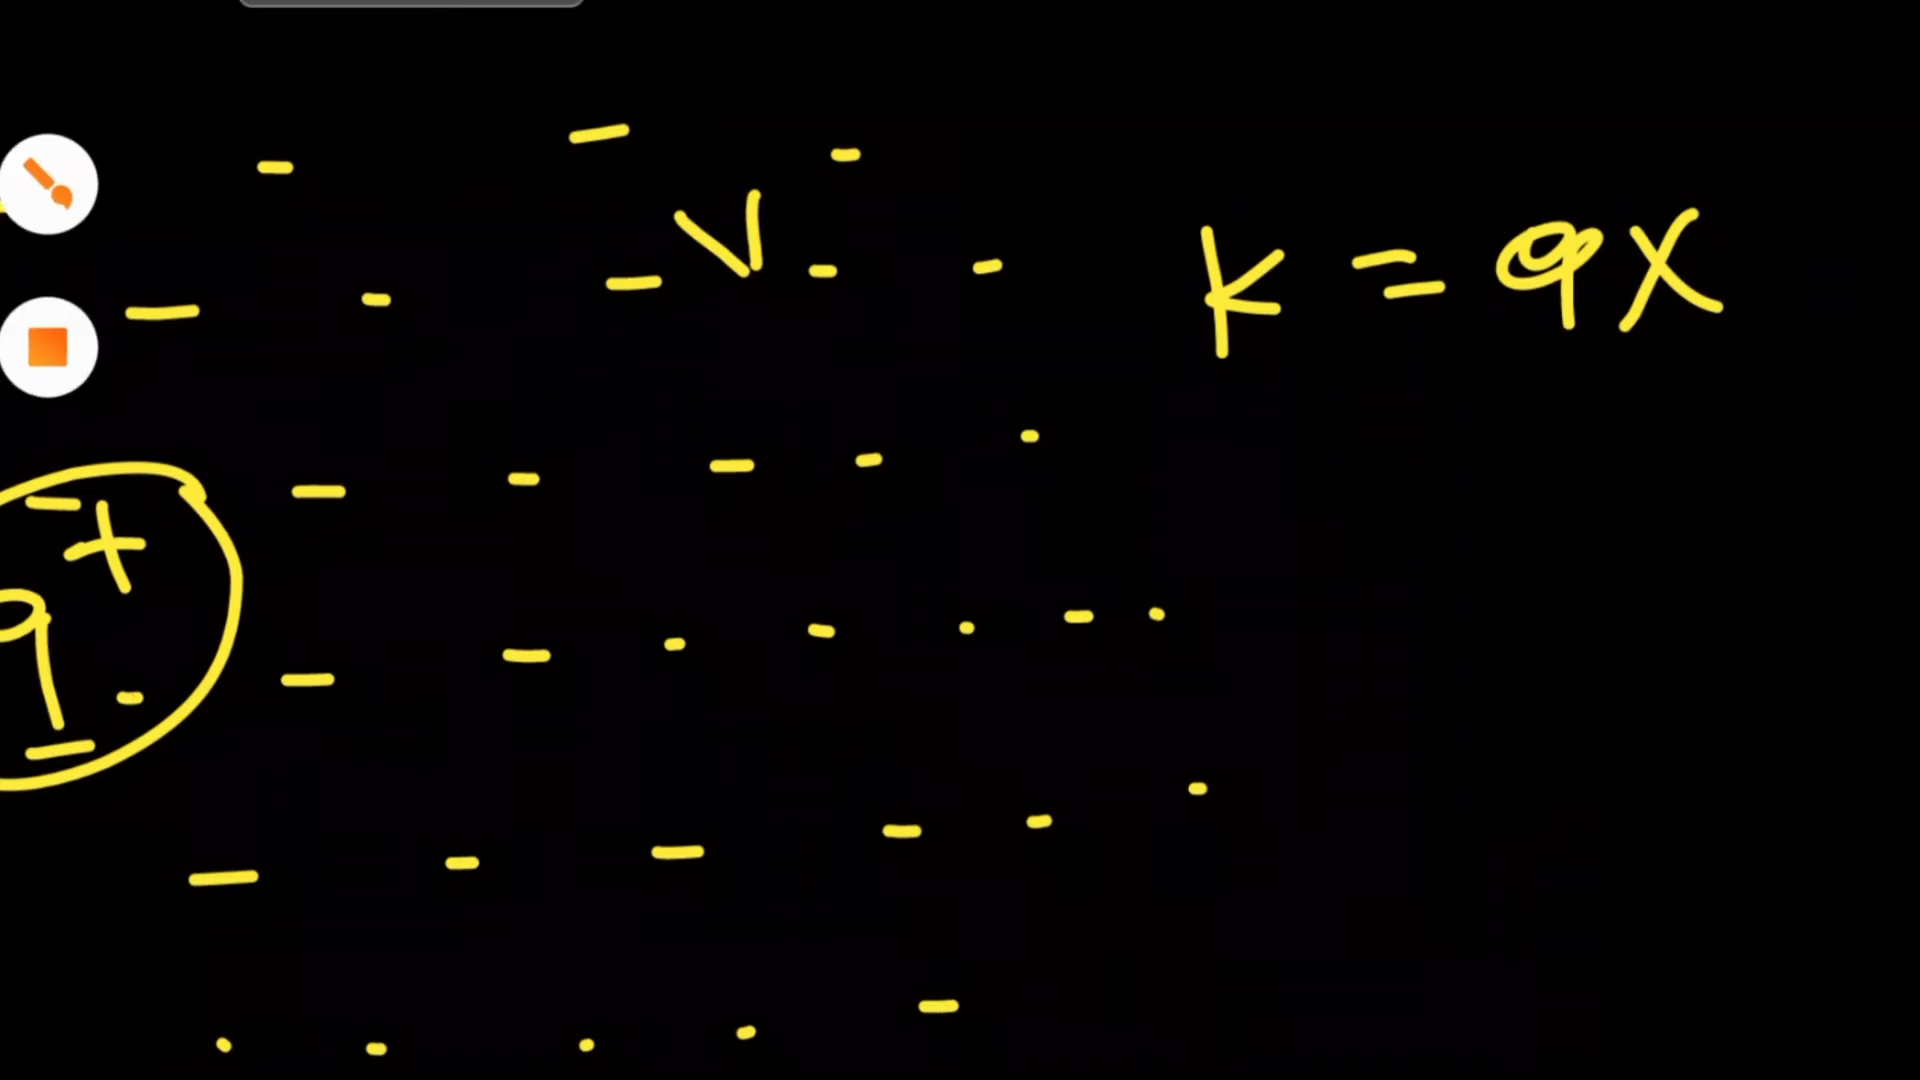 V
K = qX
+
q